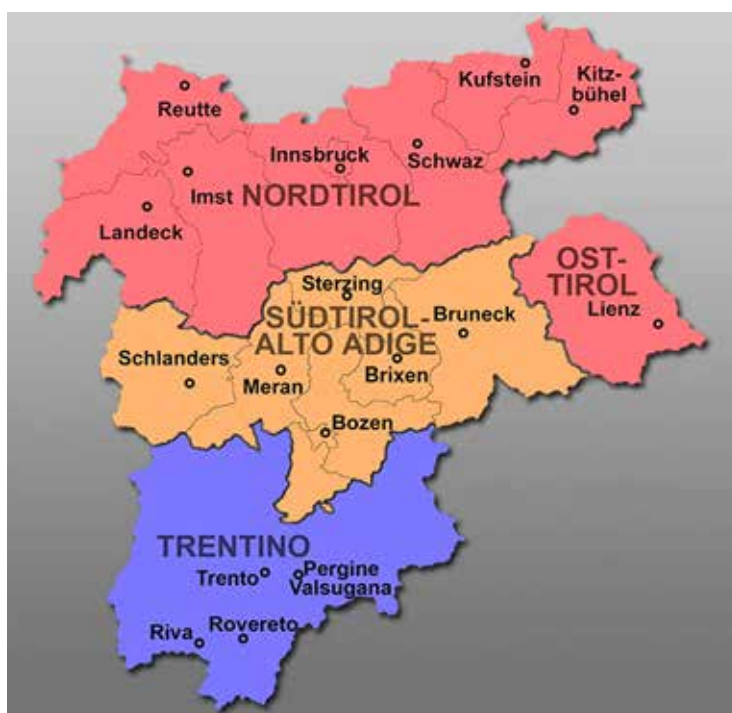 Reutte
Kufstein
Kitz-
bühel
Innsbruck
Schwaz
Imst
NORDTIROL
Landeck
OST-
TIROL
Lienz
Sterzing
SÜDTIROL-
ALTO ADIGE
Bruneck
Schlanders
Meran
Brixen
Bozen
TRENTINO
Trento
Pergine
Valsugana
Riva
Rovereto